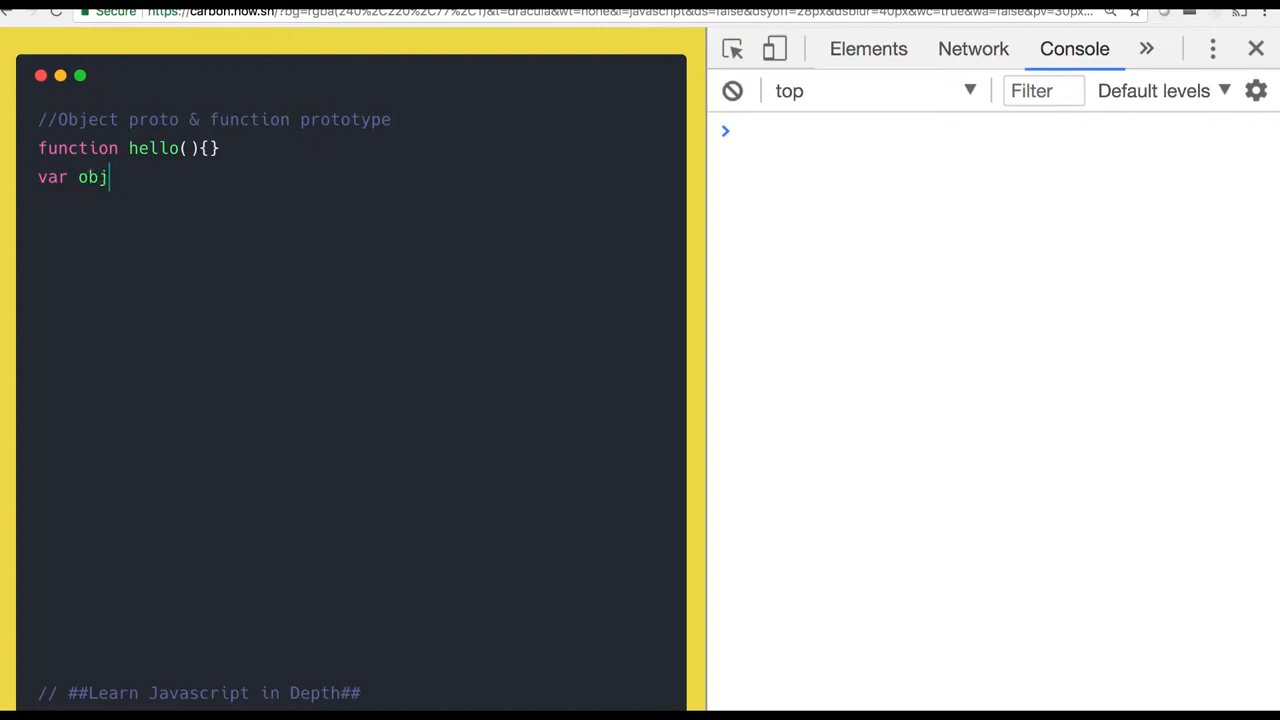 Secure https://carbon.now.sh/?bg=rgba(240%2C220%2C77%2C1)&t=dracula&wt=none&l=javascript&ds=false&dsyoff=28px&dsblur=40px&wc=true&wa=false&pv=30px...
Elements Network Console »
top Filter Default levels
//Object proto & function prototype
function hello(){}
var obj
// ##Learn Javascript in Depth##